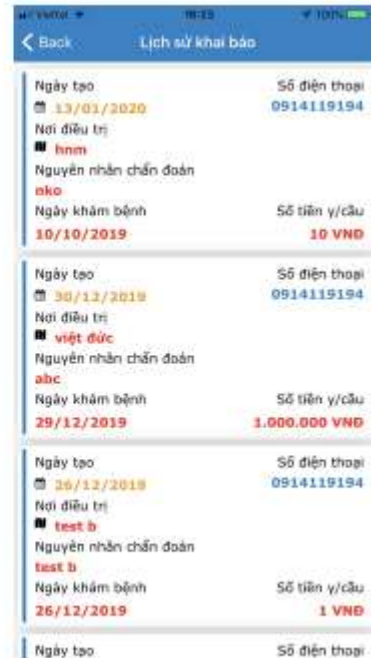 Viettel 100%
Back Lịch sử khai báo
Ngày tạo Số điện thoại
13/01/2020 0914119194
Nơi điều trị
hnm
Nguyên nhân chẩn đoán
nko
Ngày khám bệnh Số tiền y/cầu
10/10/2019 10 VNĐ
Ngày tạo Số điện thoại
30/12/2019 0914119194
Nơi điều trị
việt đức
Nguyên nhân chẩn đoán
abc
Ngày khám bệnh Số tiền y/cầu
29/12/2019 1.000.000 VNĐ
Ngày tạo Số điện thoại
26/12/2019 0914119194
Nơi điều trị
test b
Nguyên nhân chẩn đoán
test b
Ngày khám bệnh Số tiền y/cầu
26/12/2019 1 VNĐ
Ngày tạo Số điện thoại